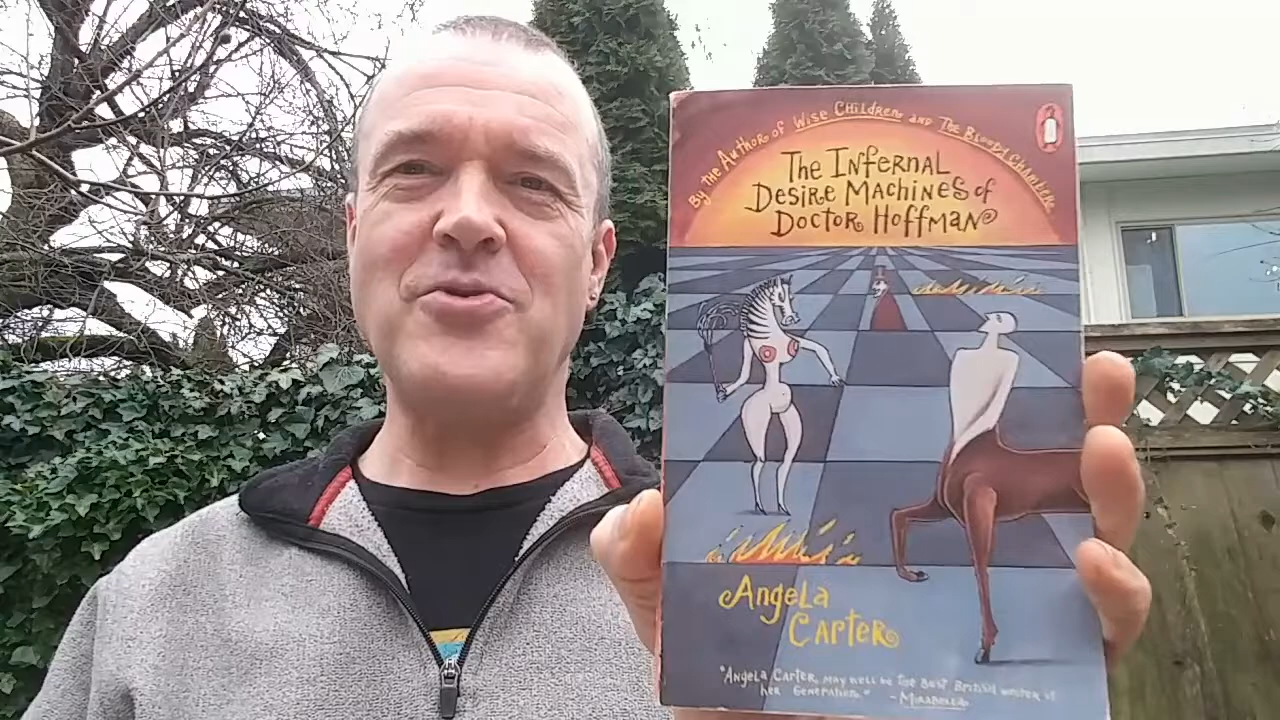 By the Author of Wise Children and The Bloody Chamber
The Infernal
Desire Machines of
Doctor Hoffman
Angela
Carter
"Angela Carter, may well be the best British writer of
her generation." -Mirabella